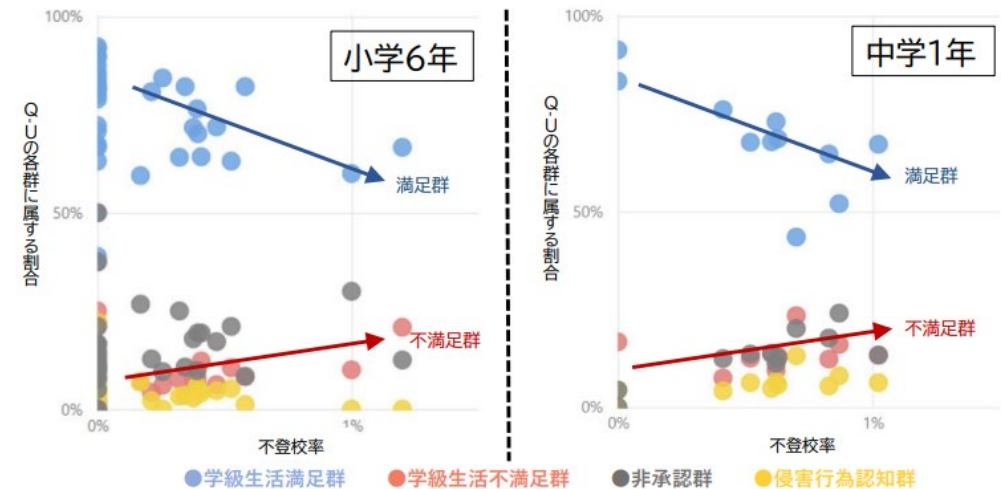 100%
小学6年
Q-Uの各群に属する割合
満足群
50%
不満足群
0%
0%
1%
不登校率
100%
中学1年
Q-Uの各群に属する割合
満足群
50%
不満足群
0%
0%
1%
不登校率
●学級生活満足群 ●学級生活不満足群 ●非承認群 ●侵害行為認知群